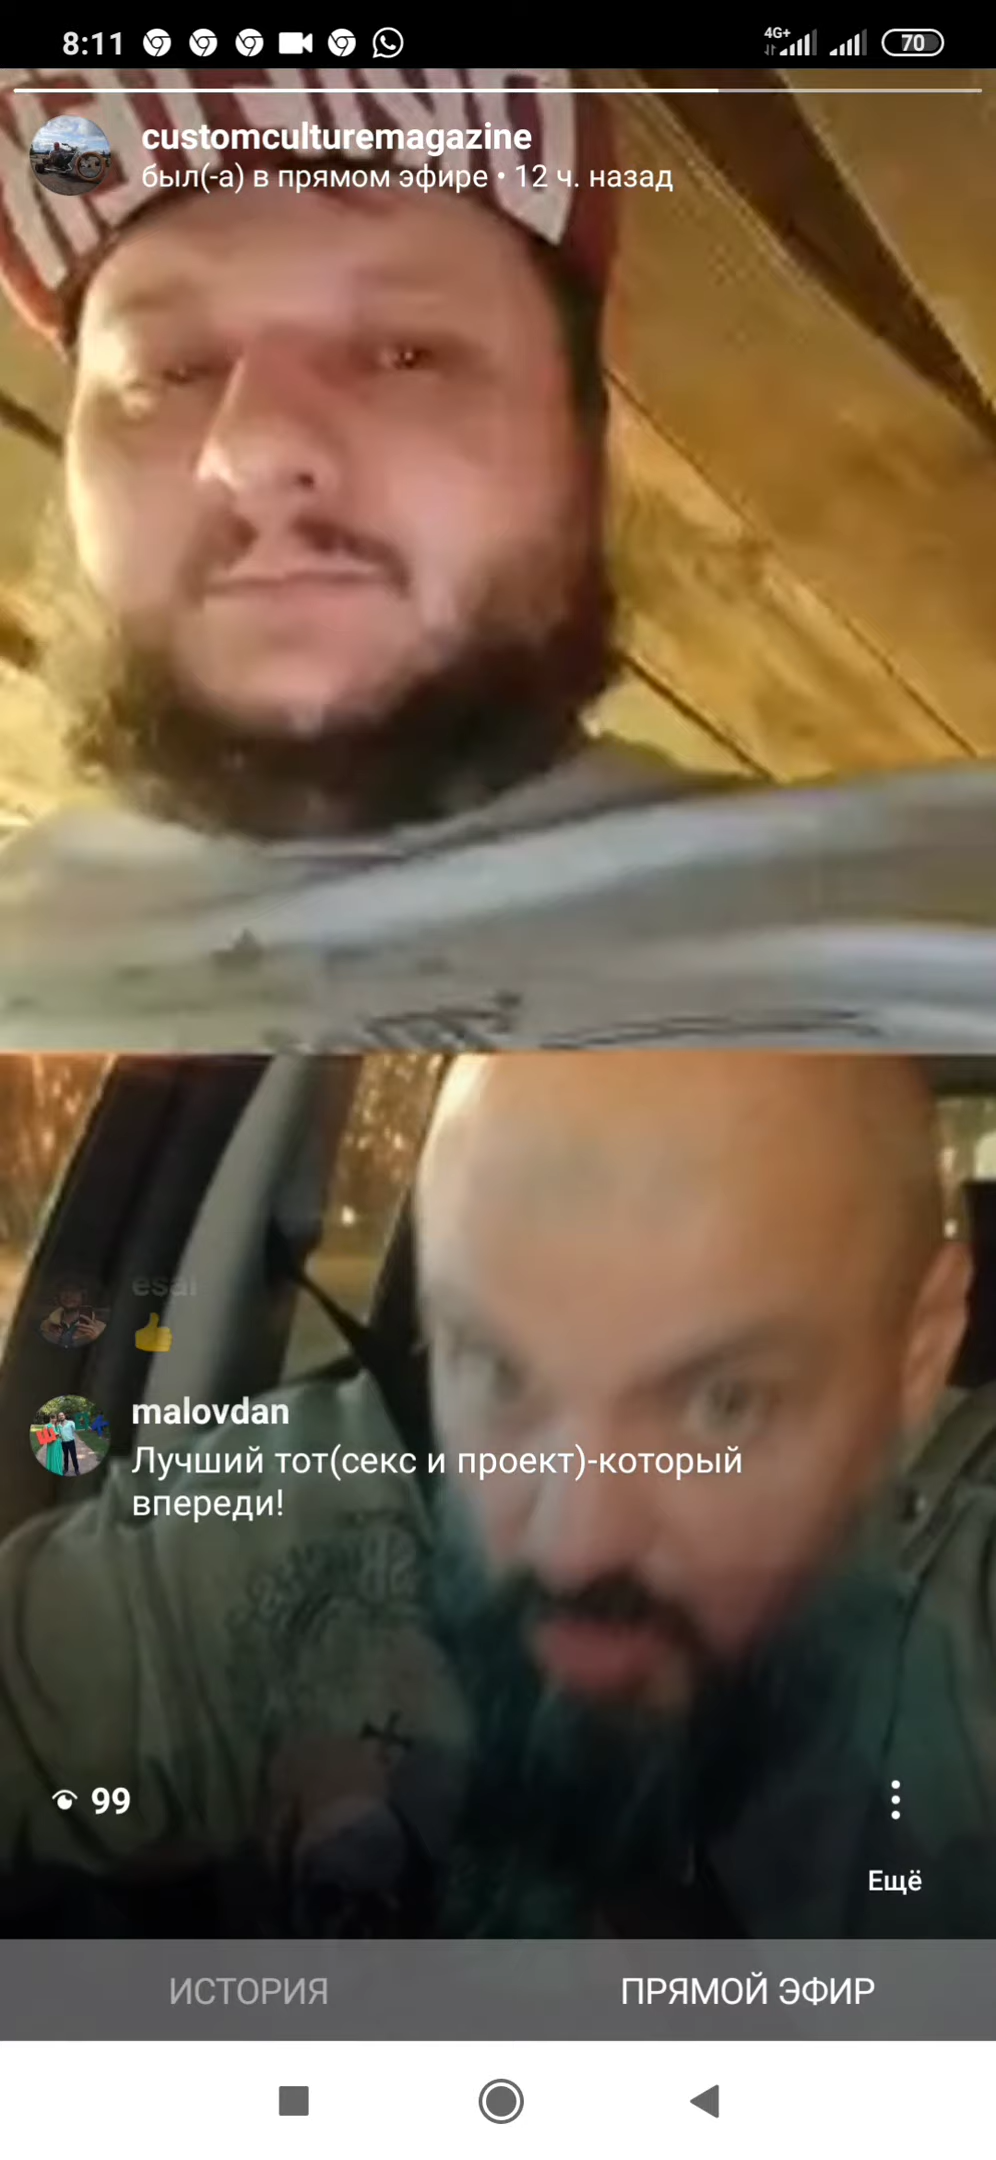 8:11
4G+
70
customculturemagazine
был(-а) в прямом эфире • 12 ч. назад
esai
👍
malovdan
Лучший тот(секс и проект)-который
впереди!
99
Ещё
ИСТОРИЯ
ПРЯМОЙ ЭФИР